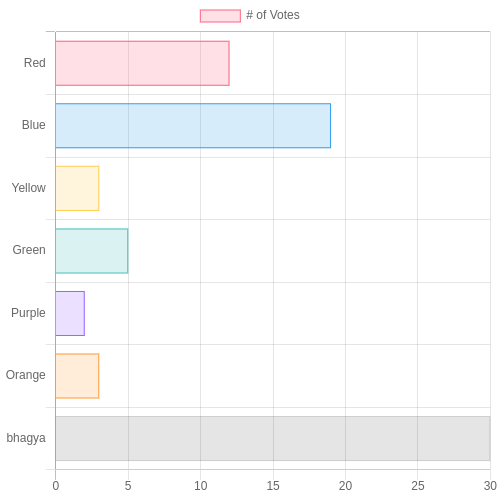 # of Votes
Red
Blue
Yellow
Green
Purple
Orange
bhagya
0 5 10 15 20 25 30